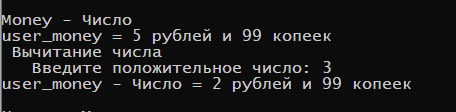 Money - Число
user_money = 5 рублей и 99 копеек
Вычитание числа
Введите положительное число: 3
user_money - Число = 2 рублей и 99 копеек